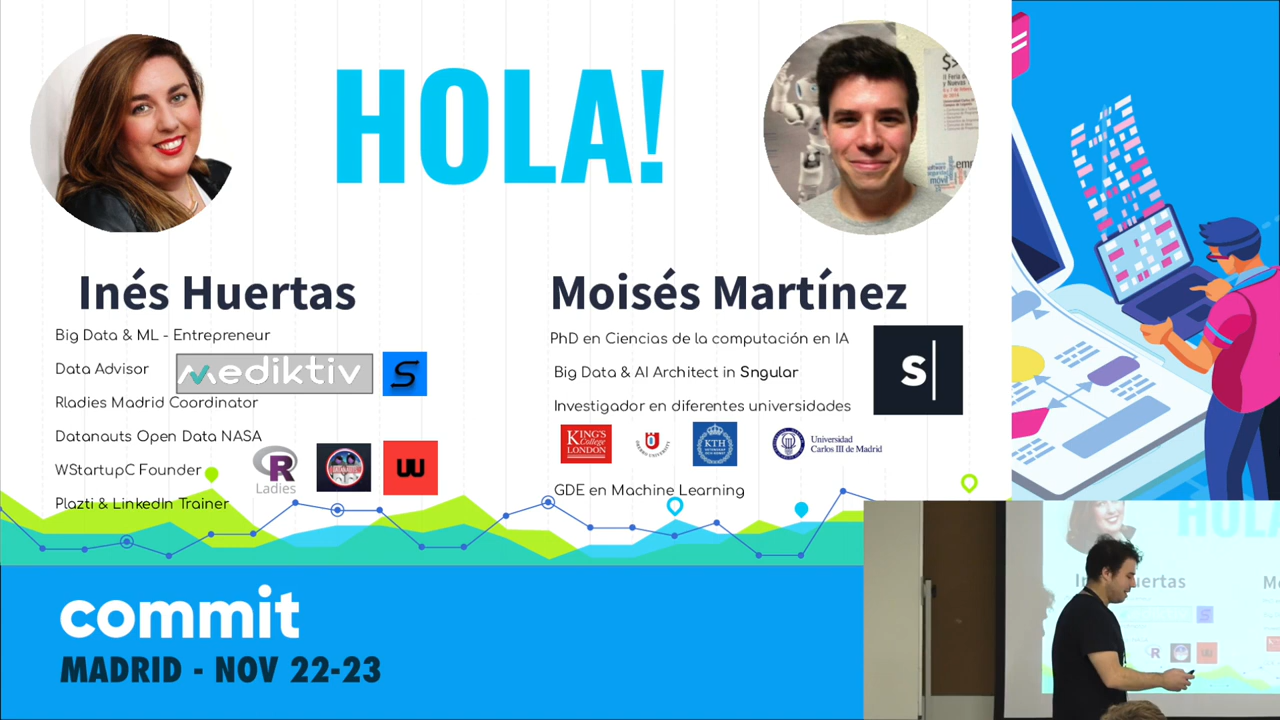 HOLA!
Inés Huertas
Big Data & ML - Entrepreneur
Data Advisor
mediktiv
S
Rladies Madrid Coordinator
Datanauts Open Data NASA
WStartupC Founder
R
Ladies
W
Plazti & LinkedIn Trainer
Moisés Martínez
PhD en Ciencias de la computación en IA
Big Data & AI Architect in Sngular
S|
Investigador en diferentes universidades
KING'S
College
LONDON
KTH
Universidad
Carlos III de Madrid
GDE en Machine Learning
commit
MADRID - NOV 22-23